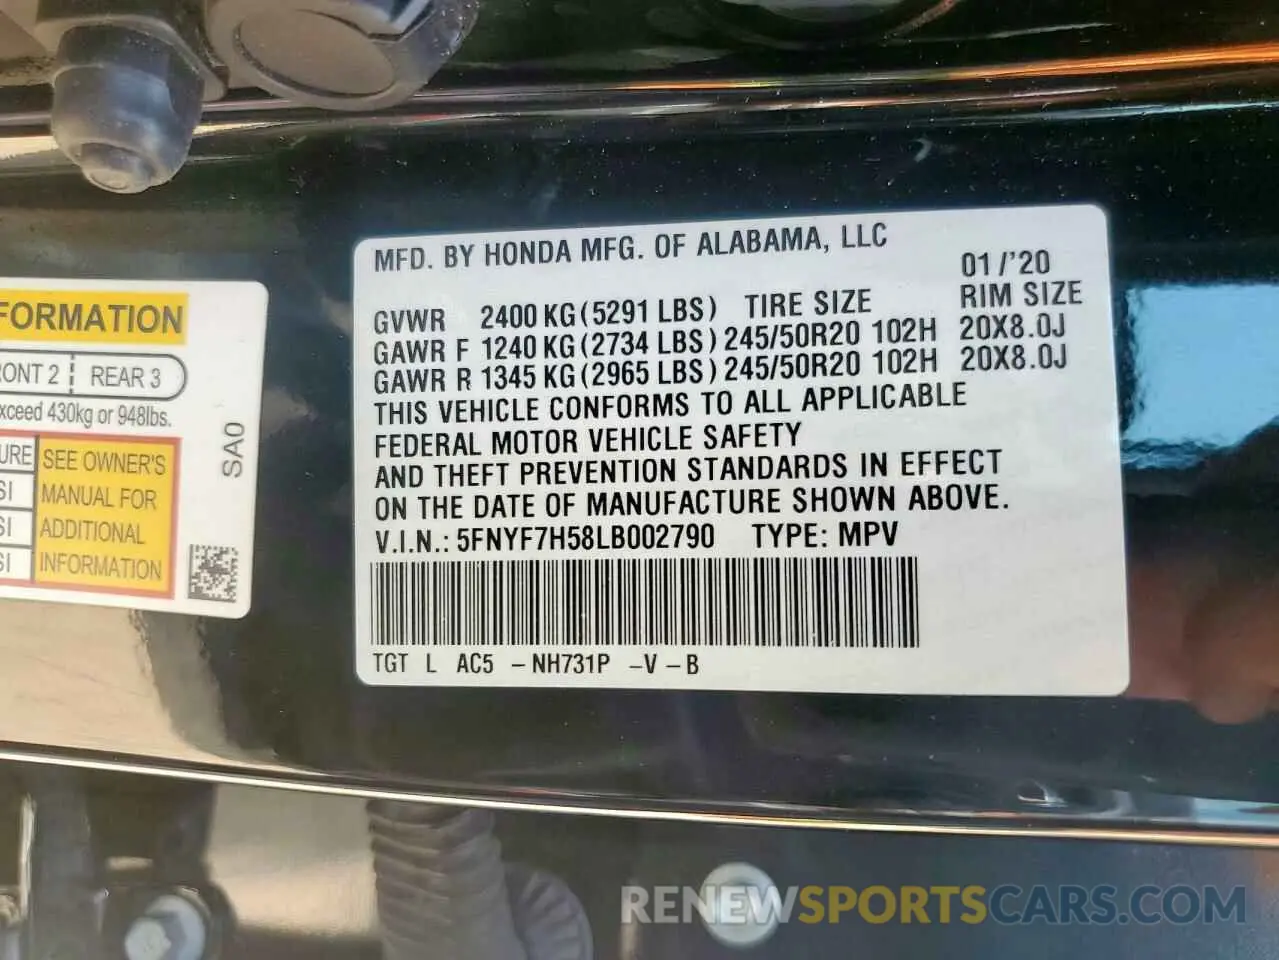 MFD. BY HONDA MFG. OF ALABAMA, LLC
01/'20
GVWR 2400 KG (5291 LBS) TIRE SIZE RIM SIZE
GAWR F 1240 KG (2734 LBS) 245/50R20 102H 20X8.0J
GAWR R 1345 KG (2965 LBS) 245/50R20 102H 20X8.0J
THIS VEHICLE CONFORMS TO ALL APPLICABLE
FEDERAL MOTOR VEHICLE SAFETY
AND THEFT PREVENTION STANDARDS IN EFFECT
ON THE DATE OF MANUFACTURE SHOWN ABOVE.
V.I.N.: 5FNYF7H58LB002790 TYPE: MPV
TGT L AC5 -NH731P -V -B
FORMATION
RONT 2 REAR 3
xceed 430kg or 948lbs.
URE
SI
SI
SI
SEE OWNER'S
MANUAL FOR
ADDITIONAL
INFORMATION
SA0
RENEWSPORTSCARS.COM